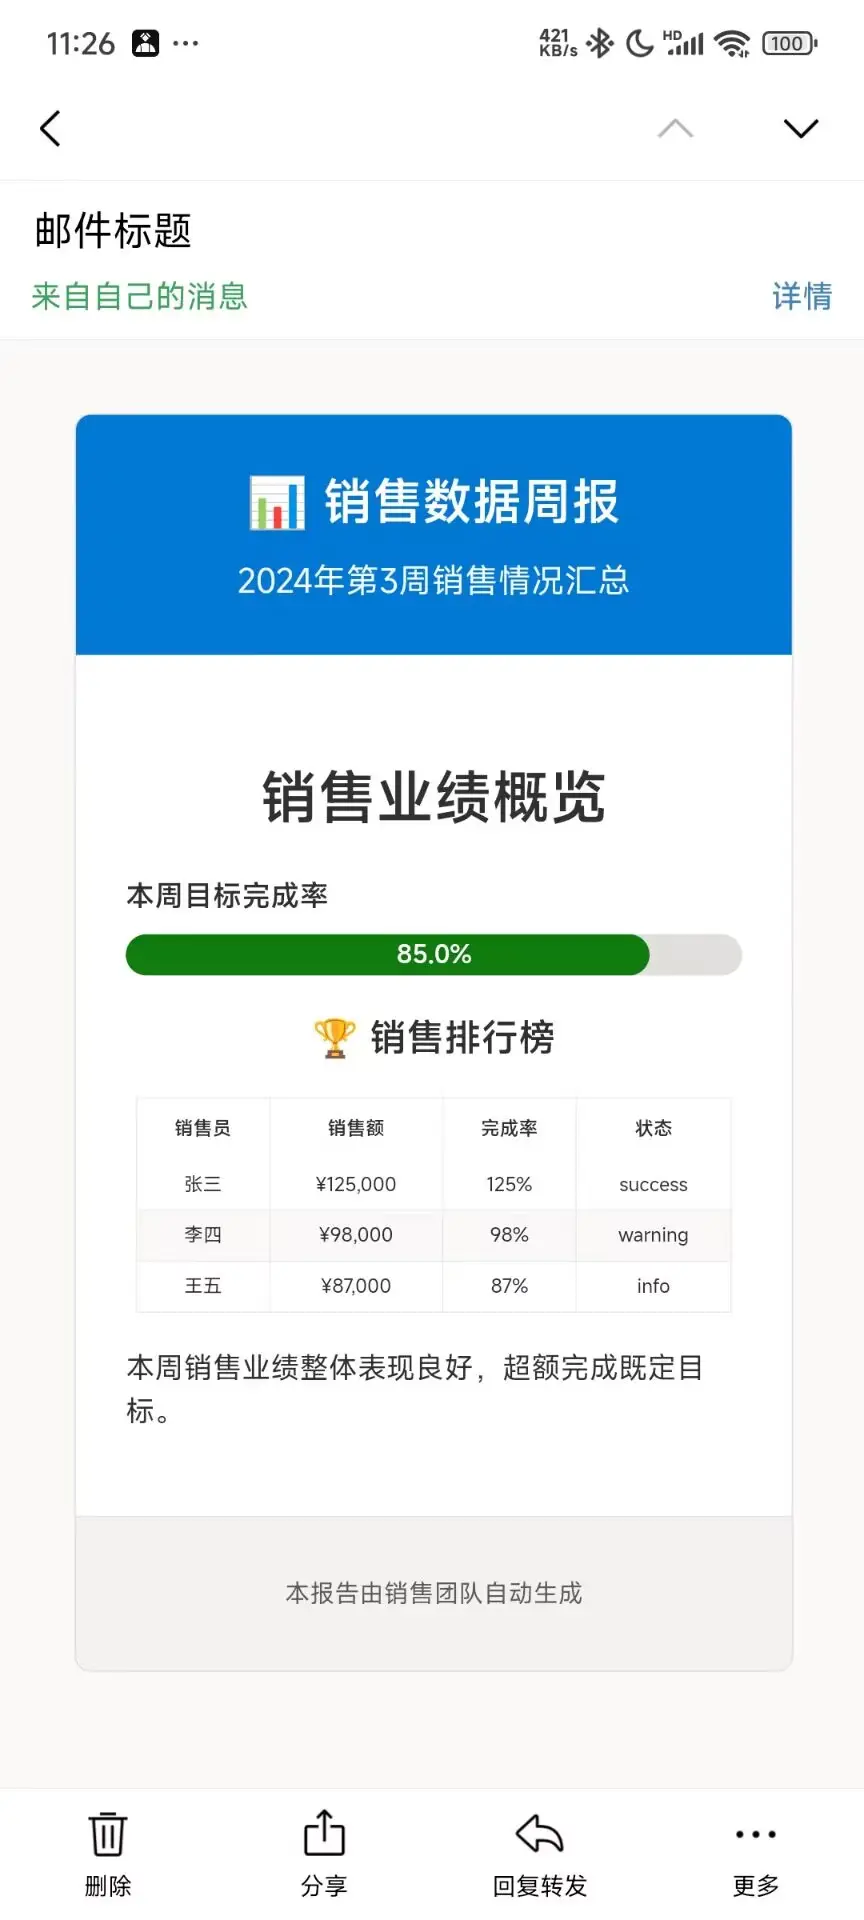 11:26 ··· 421 KB/s HD 100
邮件标题
来自自己的消息 详情
📊 销售数据周报
2024年第3周销售情况汇总
销售业绩概览
本周目标完成率
85.0%
🏆 销售排行榜
销售员 销售额 完成率 状态
张三 ¥125,000 125% success
李四 ¥98,000 98% warning
王五 ¥87,000 87% info
本周销售业绩整体表现良好，超额完成既定目
标。
本报告由销售团队自动生成
删除 分享 回复转发 更多